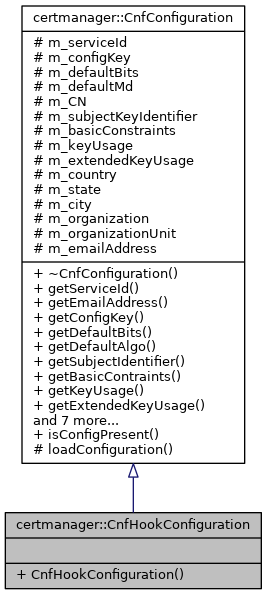 certmanager::CnfConfiguration
# m_serviceId
# m_configKey
# m_defaultBits
# m_defaultMd
# m_CN
# m_subjectKeyIdentifier
# m_basicConstraints
# m_keyUsage
# m_extendedKeyUsage
# m_country
# m_state
# m_city
# m_organization
# m_organizationUnit
# m_emailAddress
+ ~CnfConfiguration()
+ getServiceId()
+ getEmailAddress()
+ getConfigKey()
+ getDefaultBits()
+ getDefaultAlgo()
+ getSubjectIdentifier()
+ getBasicContraints()
+ getKeyUsage()
+ getExtendedKeyUsage()
and 7 more...
+ isConfigPresent()
# loadConfiguration()
certmanager::CnfHookConfiguration
+ CnfHookConfiguration()